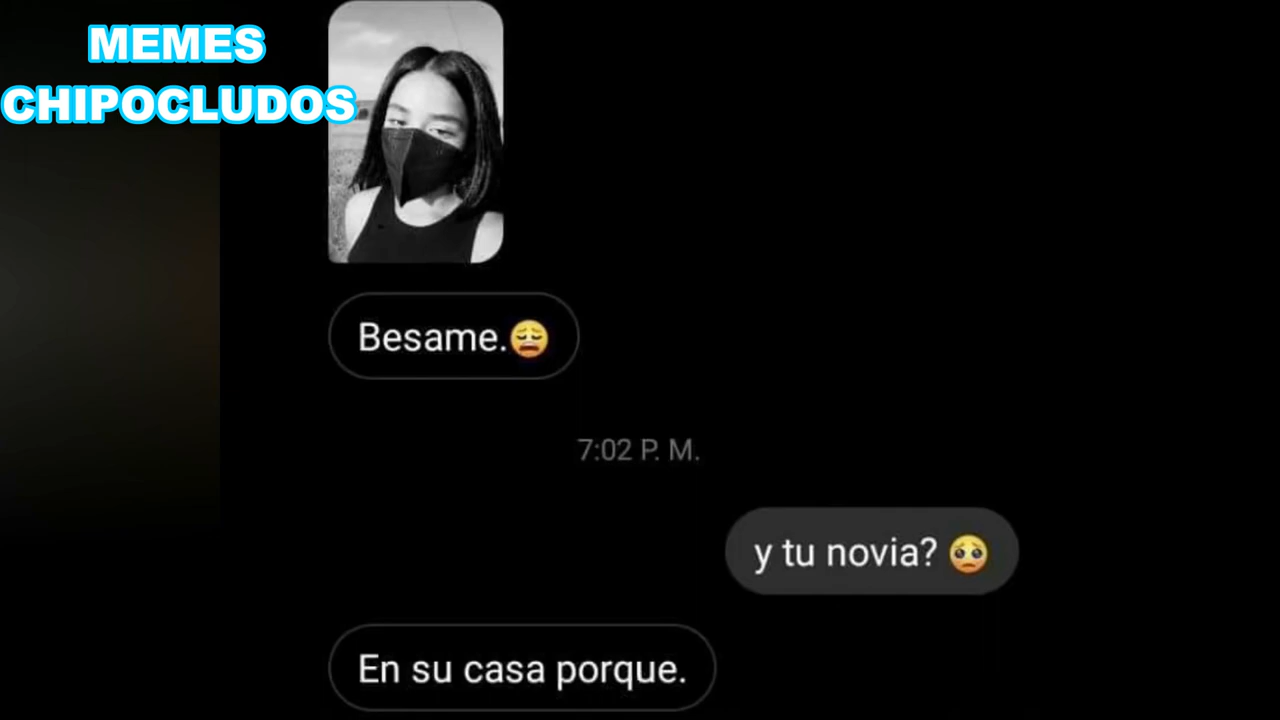 MEMES
CHIPOCLUDOS
Besame.😩
7:02 P. M.
y tu novia? 🥺
En su casa porque.